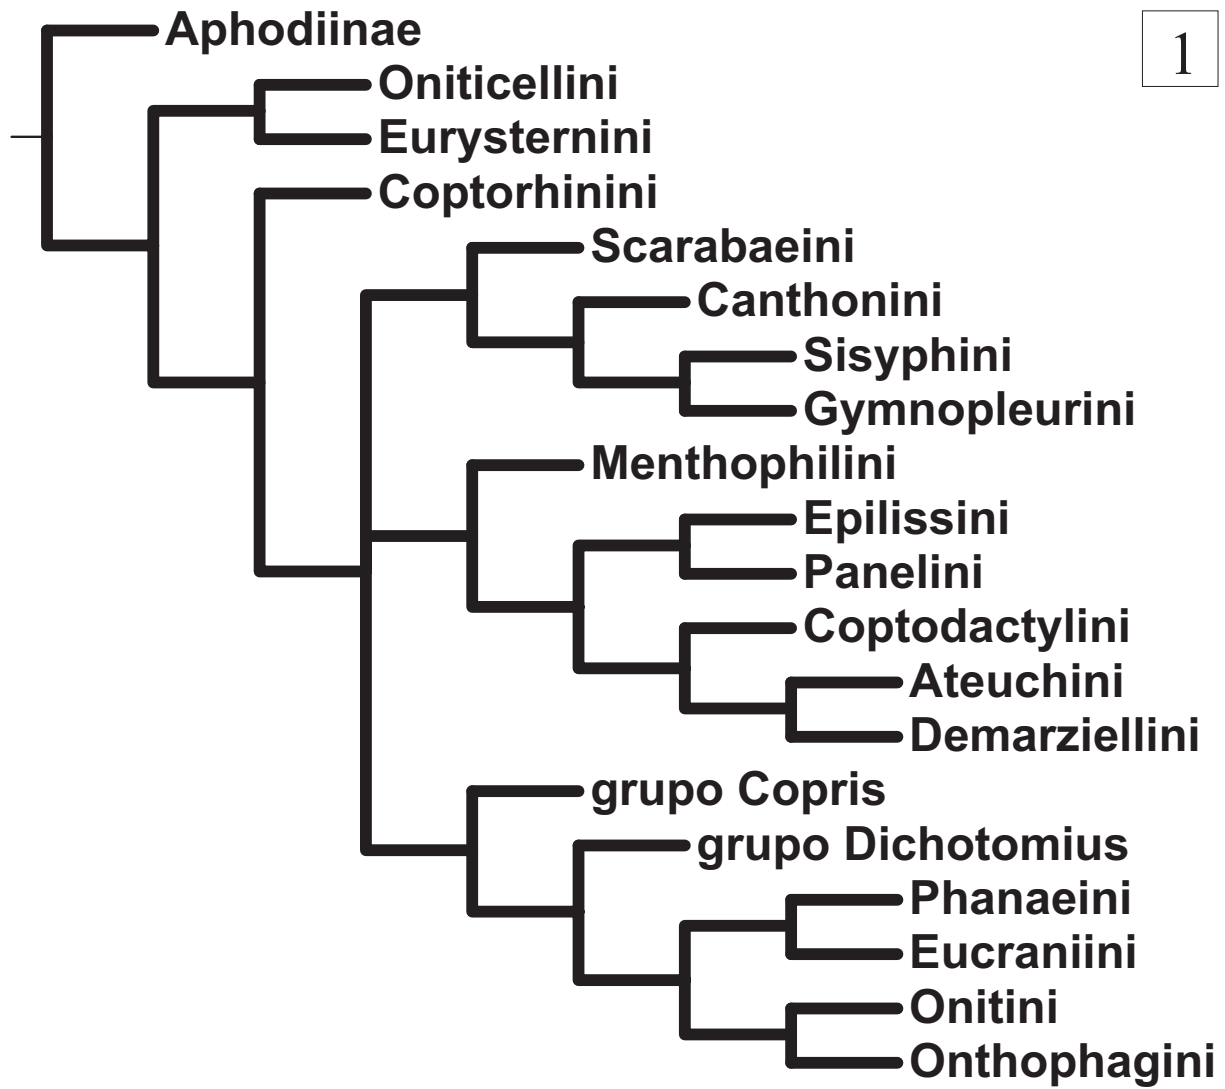 Aphodiinae
1
Oniticellini
Eurysternini
Coptorhinini
Scarabaeini
Canthonini
Sisyphini
Gymnopleurini
Menthophilini
Epilissini
Panelini
Coptodactylini
Ateuchini
Demarziellini
grupo Copris
grupo Dichotomius
Phanaeini
Eucraniini
Onitini
Onthophagini